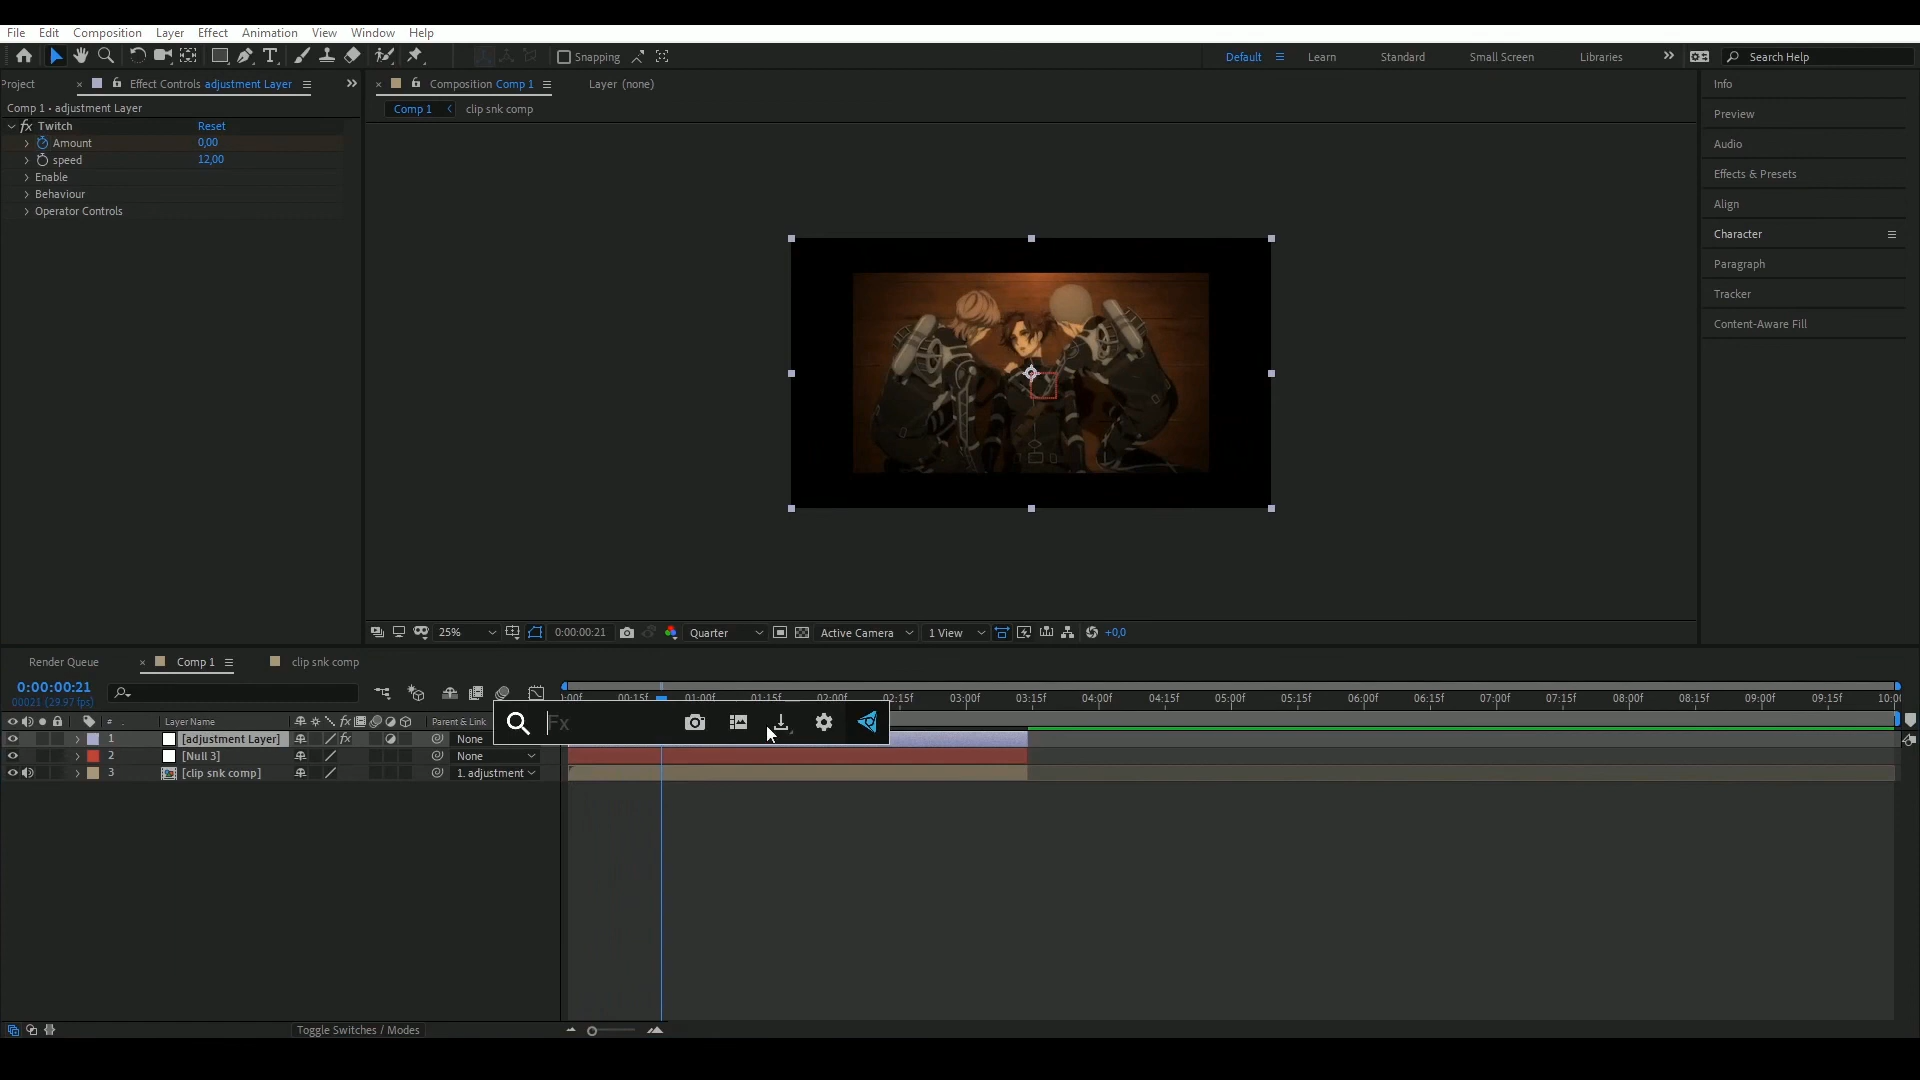 File Edit Composition Layer Effect Animation View Window Help
Snapping
Default Learn Standard Small Screen Libraries Search Help
Project Effect Controls adjustment Layer
Composition Comp 1 Layer (none)
Comp 1 • adjustment Layer
Comp 1 clip snk comp
fx Twitch Reset
Amount 0,00
speed 12,00
Enable
Behaviour
Operator Controls
Info
Preview
Audio
Effects & Presets
Align
Character
Paragraph
Tracker
Content-Aware Fill
25% 0:00:00:21 Quarter Active Camera 1 View +0,0
Render Queue Comp 1 clip snk comp
0:00:00:21
00021 (29.97 fps)
:00f 00:15f 01:00f 01:15f 02:00f 02:15f 03:00f 03:15f 04:00f 04:15f 05:00f 05:15f 06:00f 06:15f 07:00f 07:15f 08:00f 08:15f 09:00f 09:15f 10:00
# Layer Name fx Parent & Link
Fx
1 [adjustment Layer] fx None
2 [Null 3] None
3 [clip snk comp] 1. adjustment
Toggle Switches / Modes